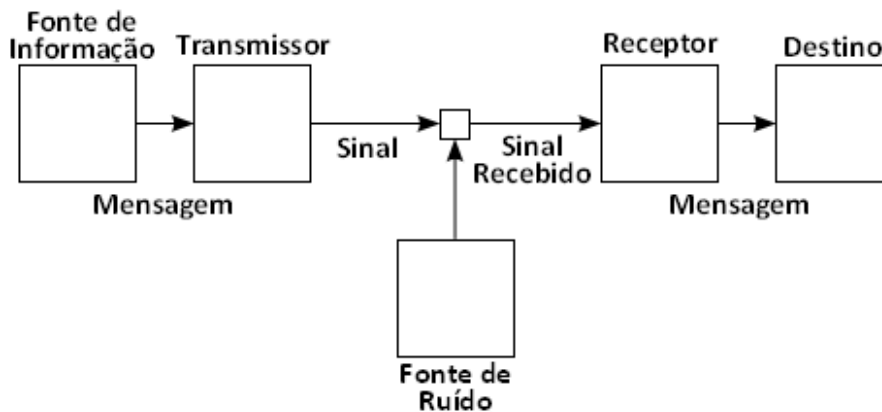 Fonte de
Informação
Transmissor
Receptor
Destino
Sinal
Sinal
Recebido
Mensagem
Mensagem
Fonte de
Ruído